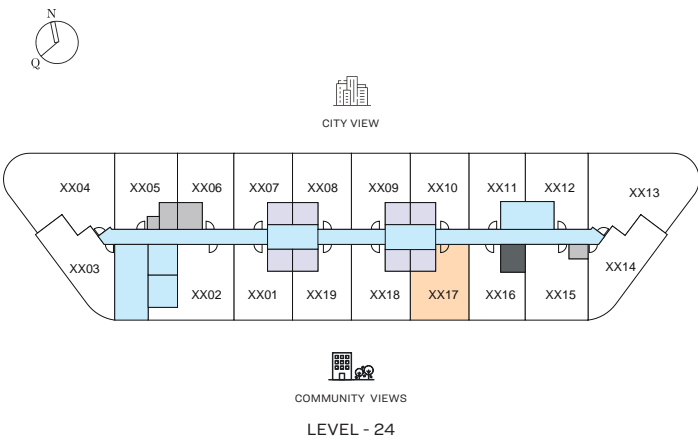 N
Q
CITY VIEW
XX04 XX05 XX06 XX07 XX08 XX09 XX10 XX11 XX12 XX13
XX03 XX02 XX01 XX19 XX18 XX17 XX16 XX15 XX14
COMMUNITY VIEWS
LEVEL - 24